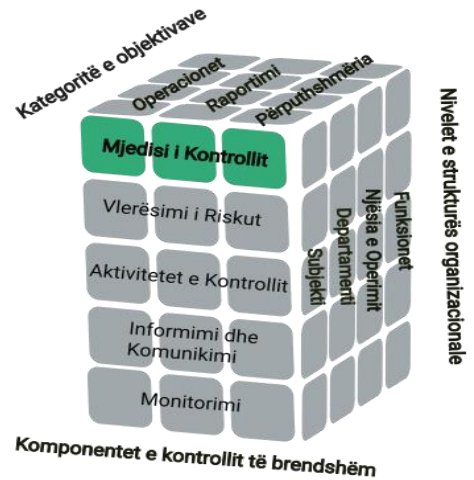 Kategoritë e objektivave
Operacionet
Raportimi
Përputhshmëria
Mjedisi i Kontrollit
Vlerësimi i Riskut
Aktivitetet e Kontrollit
Informimi dhe
Komunikimi
Monitorimi
Subjekti
Departamenti
Njësia e Operimit
Funksionet
Nivelet e strukturës organizacionale
Komponentet e kontrollit të brendshëm